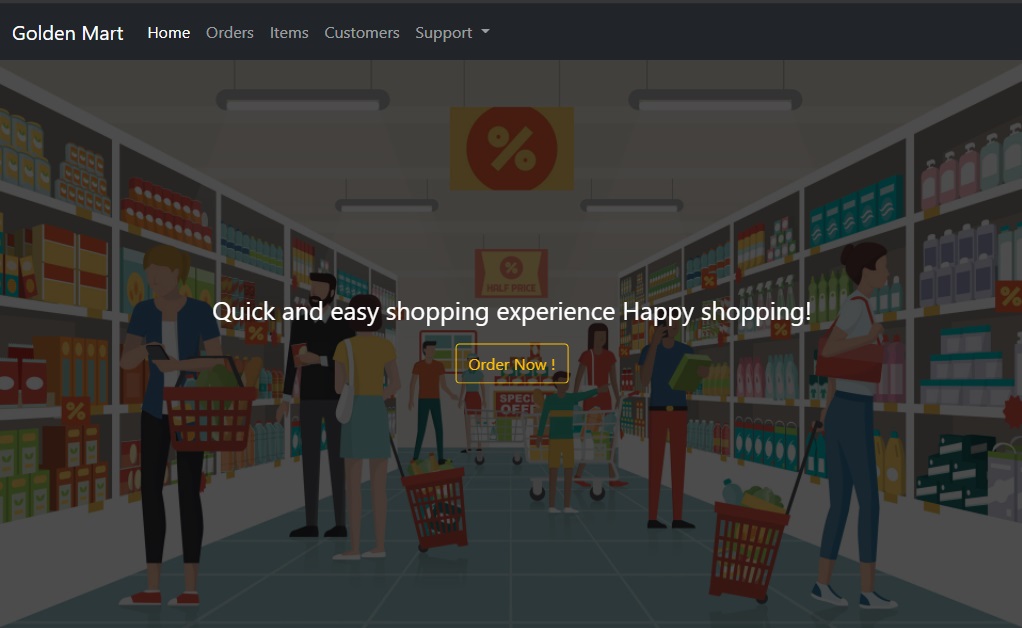 Golden Mart Home Orders Items Customers Support
%
%
HALF PRICE
Quick and easy shopping experience Happy shopping!
%
%
%
%
Order Now !
SPECIAL
OFFER
%